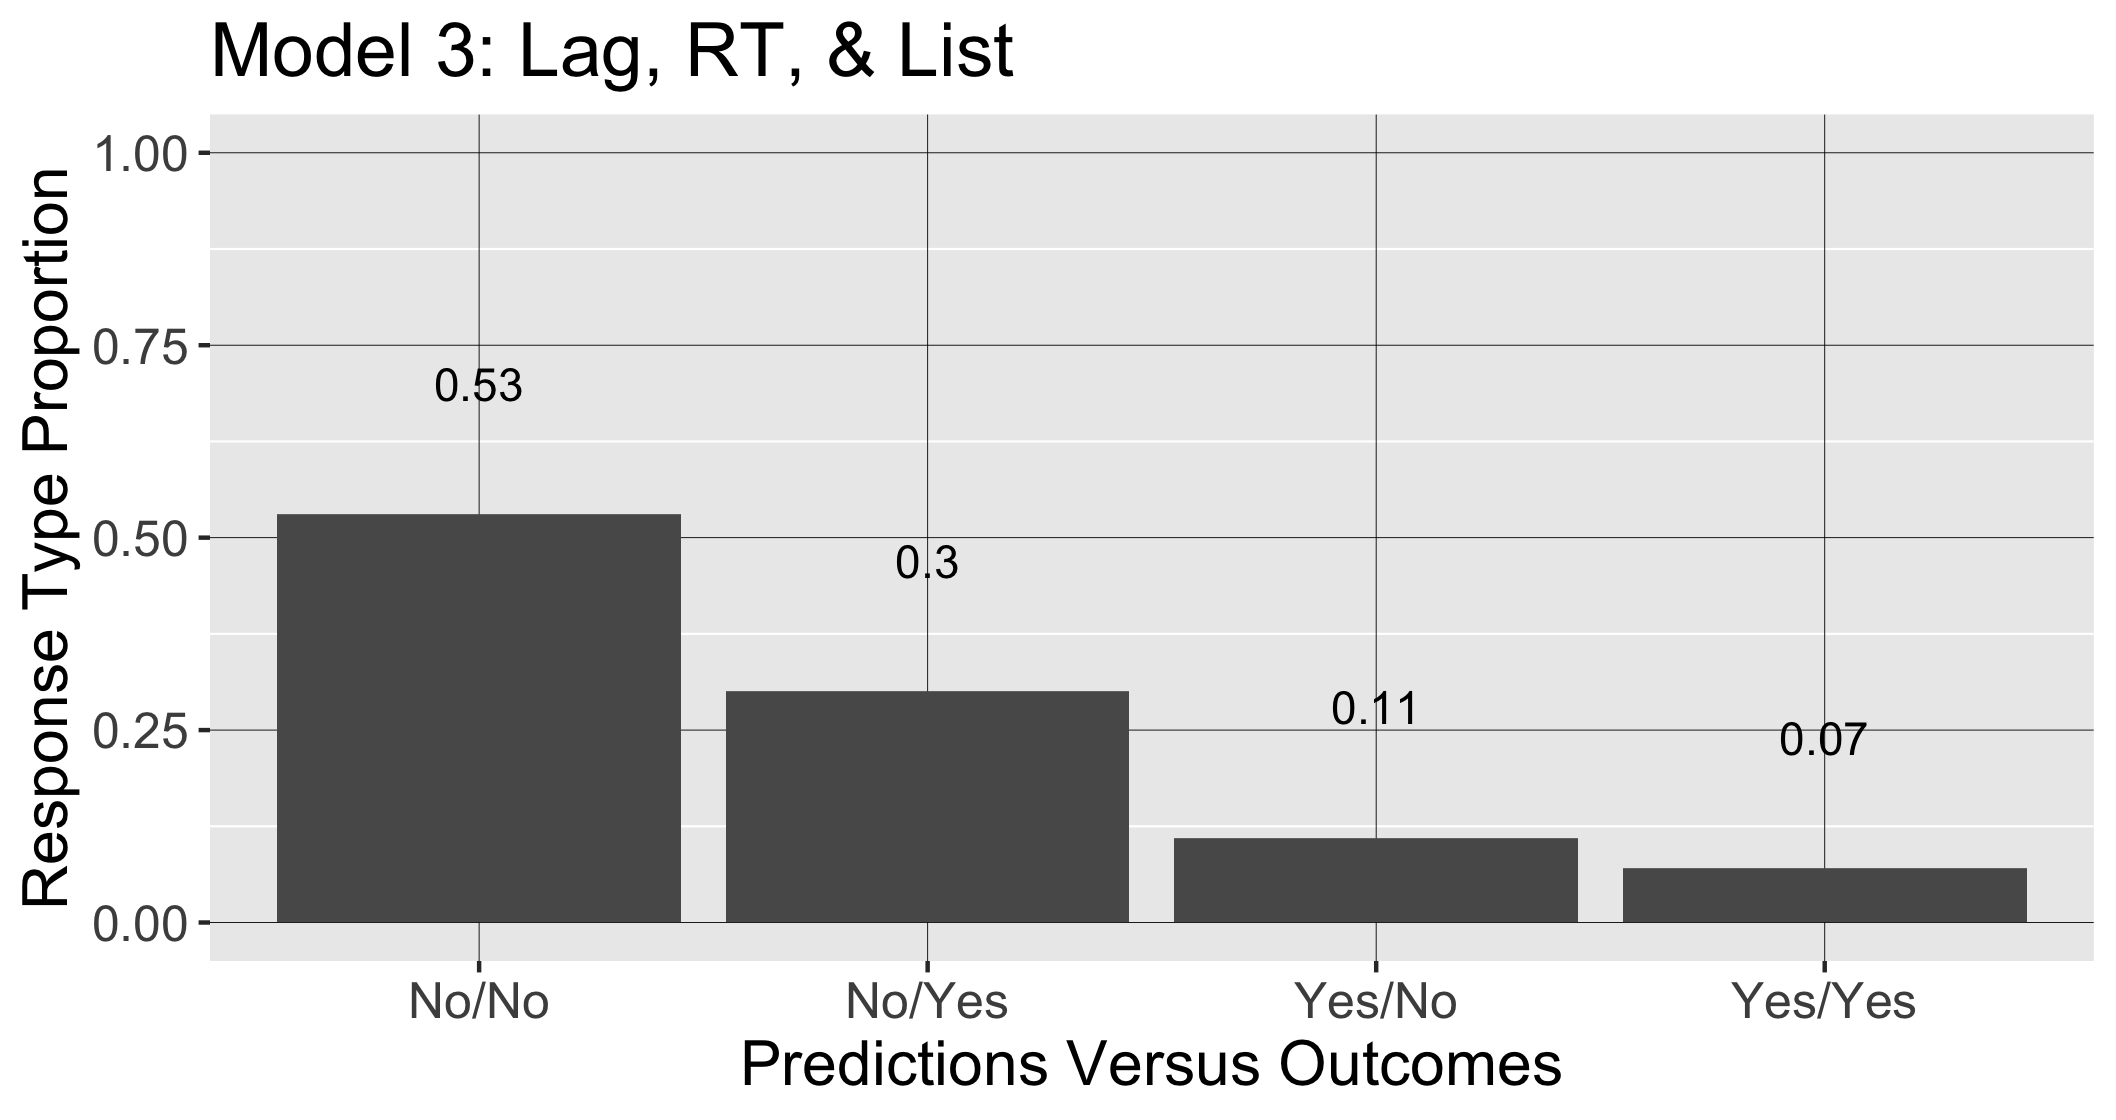 Model 3: Lag, RT, & List
Response Type Proportion
1.00
0.75
0.50
0.25
0.00
0.53
0.3
0.11
0.07
No/No
No/Yes
Yes/No
Yes/Yes
Predictions Versus Outcomes